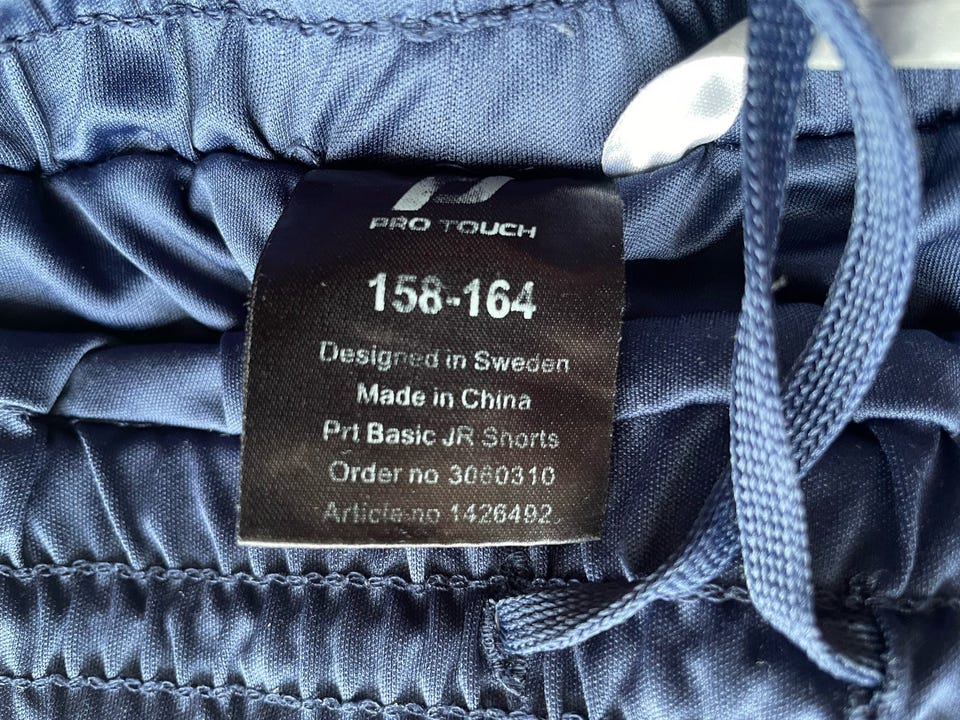 PRO TOUCH
158-164
Designed in Sweden
Made in China
Prt Basic JR Shorts
Order no 3060310
Article no 1426492